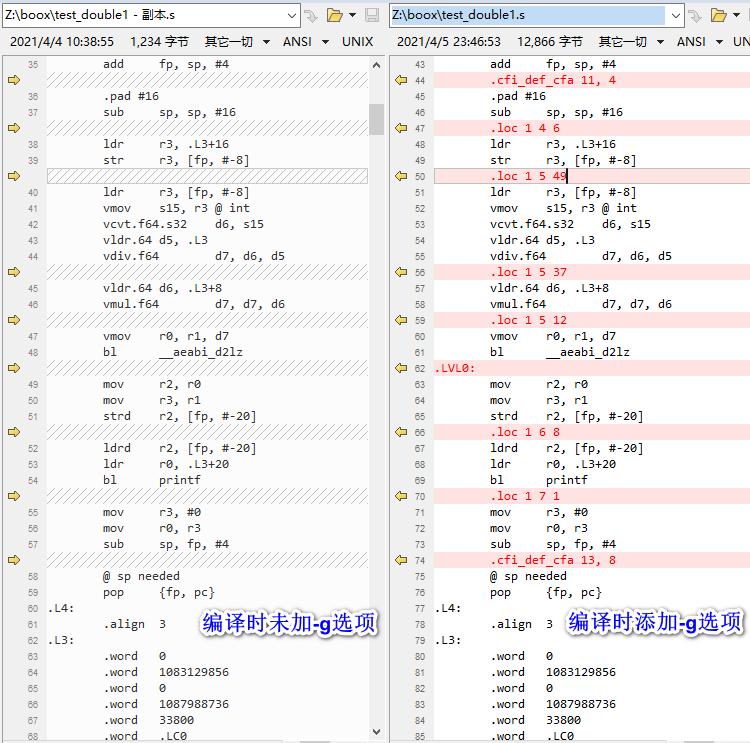 Z:\boox\test_double1 - 副本.s
2021/4/4 10:38:55 1,234 字节 其它一切 ANSI UNIX
35 add fp, sp, #4
36 .pad #16
37 sub sp, sp, #16
38 ldr r3, .L3+16
39 str r3, [fp, #-8]
40 ldr r3, [fp, #-8]
41 vmov s15, r3 @ int
42 vcvt.f64.s32 d6, s15
43 vldr.64 d5, .L3
44 vdiv.f64 d7, d6, d5
45 vldr.64 d6, .L3+8
46 vmul.f64 d7, d7, d6
47 vmov r0, r1, d7
48 bl __aeabi_d2lz
49 mov r2, r0
50 mov r3, r1
51 strd r2, [fp, #-20]
52 ldrd r2, [fp, #-20]
53 ldr r0, .L3+20
54 bl printf
55 mov r3, #0
56 mov r0, r3
57 sub sp, fp, #4
58 @ sp needed
59 pop {fp, pc}
60 .L4:
61 .align 3
62 .L3:
63 .word 0
64 .word 1083129856
65 .word 0
66 .word 1087988736
67 .word 33800
68 .word .LC0
编译时未加-g选项
Z:\boox\test_double1.s
2021/4/5 23:46:53 12,866 字节 其它一切 ANSI UN
43 add fp, sp, #4
44 .cfi_def_cfa 11, 4
45 .pad #16
46 sub sp, sp, #16
47 .loc 1 4 6
48 ldr r3, .L3+16
49 str r3, [fp, #-8]
50 .loc 1 5 49
51 ldr r3, [fp, #-8]
52 vmov s15, r3 @ int
53 vcvt.f64.s32 d6, s15
54 vldr.64 d5, .L3
55 vdiv.f64 d7, d6, d5
56 .loc 1 5 37
57 vldr.64 d6, .L3+8
58 vmul.f64 d7, d7, d6
59 .loc 1 5 12
60 vmov r0, r1, d7
61 bl __aeabi_d2lz
62 .LVL0:
63 mov r2, r0
64 mov r3, r1
65 strd r2, [fp, #-20]
66 .loc 1 6 8
67 ldrd r2, [fp, #-20]
68 ldr r0, .L3+20
69 bl printf
70 .loc 1 7 1
71 mov r3, #0
72 mov r0, r3
73 sub sp, fp, #4
74 .cfi_def_cfa 13, 8
75 @ sp needed
76 pop {fp, pc}
77 .L4:
78 .align 3
79 .L3:
80 .word 0
81 .word 1083129856
82 .word 0
83 .word 1087988736
84 .word 33800
85 .word .LC0
编译时添加-g选项